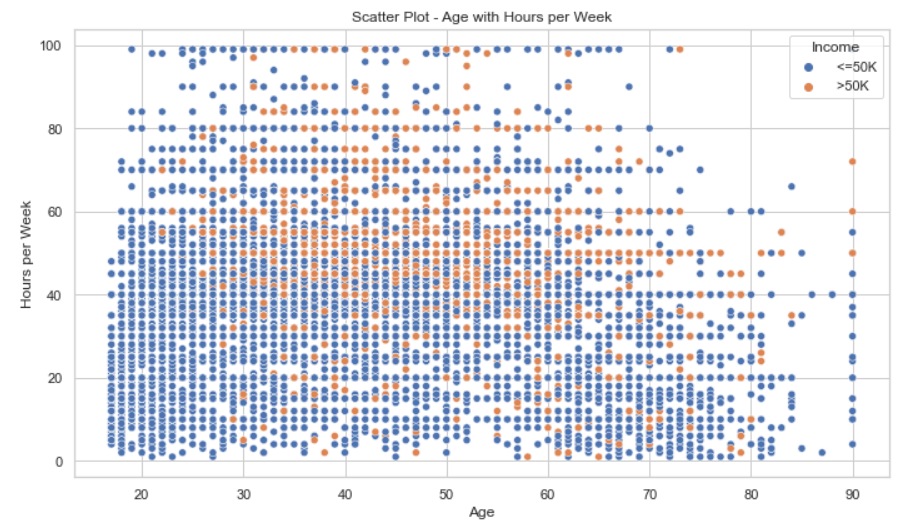 Scatter Plot - Age with Hours per Week
Income
<=50K
>50K
100
80
60
40
20
0
Hours per Week
20 30 40 50 60 70 80 90
Age